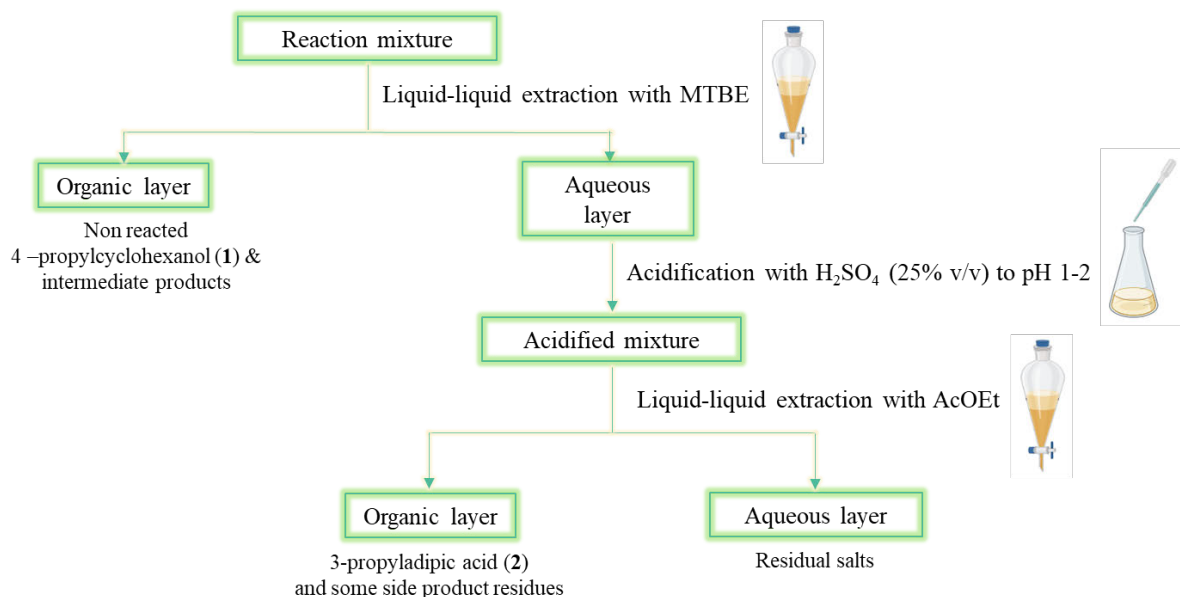 Reaction mixture
Liquid-liquid extraction with MTBE
Organic layer
Non reacted
4 –propylcyclohexanol (1) &
intermediate products
Aqueous
layer
Acidification with H₂SO₄ (25% v/v) to pH 1-2
Acidified mixture
Liquid-liquid extraction with AcOEt
Organic layer
3-propyladipic acid (2)
and some side product residues
Aqueous layer
Residual salts